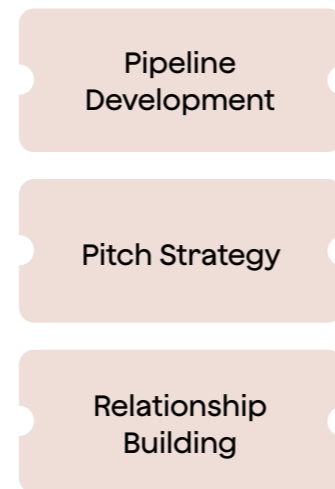 Pipeline
Development
Pitch Strategy
Relationship
Building